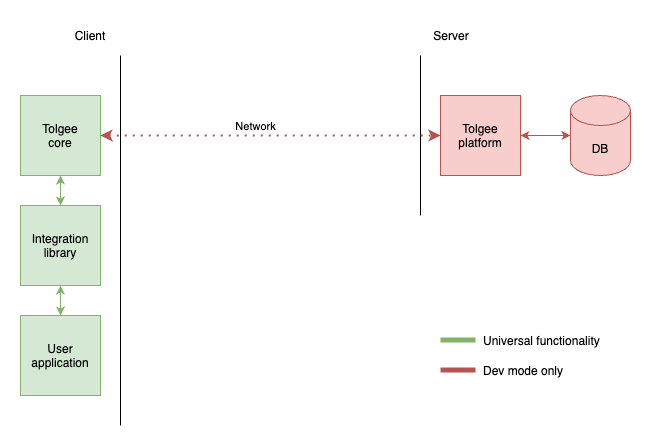 Client
Server
Tolgee
core
Network
Tolgee
platform
DB
Integration
library
User
application
Universal functionality
Dev mode only